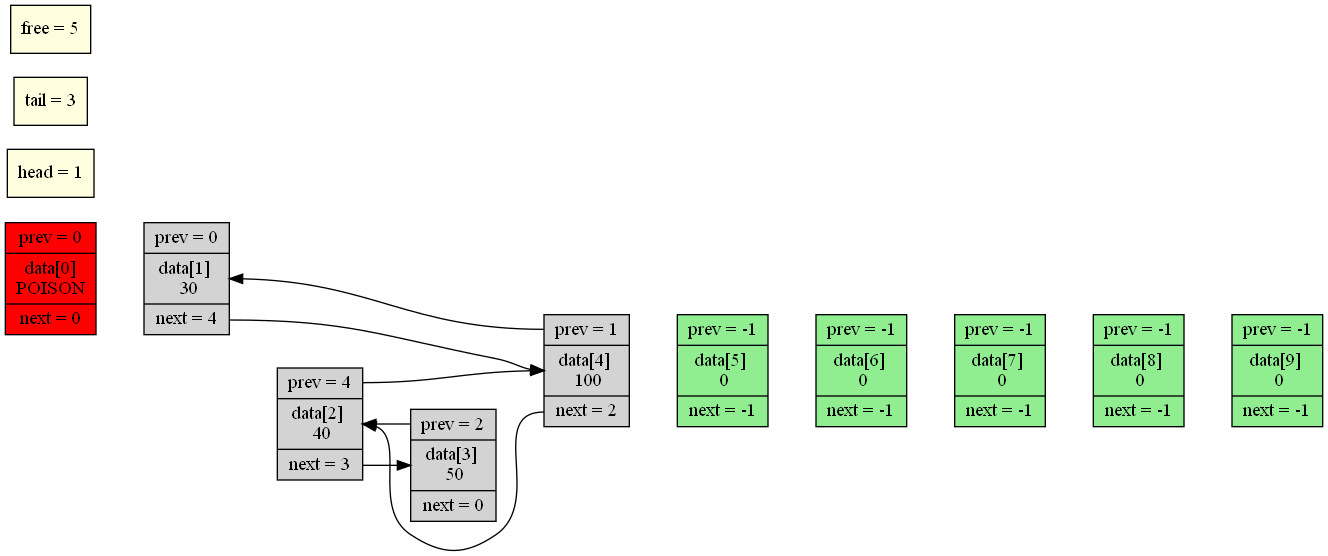 free = 5
tail = 3
head = 1
prev = 0
data[0]
POISON
next = 0
prev = 0
data[1]
30
next = 4
prev = 4
data[2]
40
next = 3
prev = 2
data[3]
50
next = 0
prev = 1
data[4]
100
next = 2
prev = -1
data[5]
0
next = -1
prev = -1
data[6]
0
next = -1
prev = -1
data[7]
0
next = -1
prev = -1
data[8]
0
next = -1
prev = -1
data[9]
0
next = -1